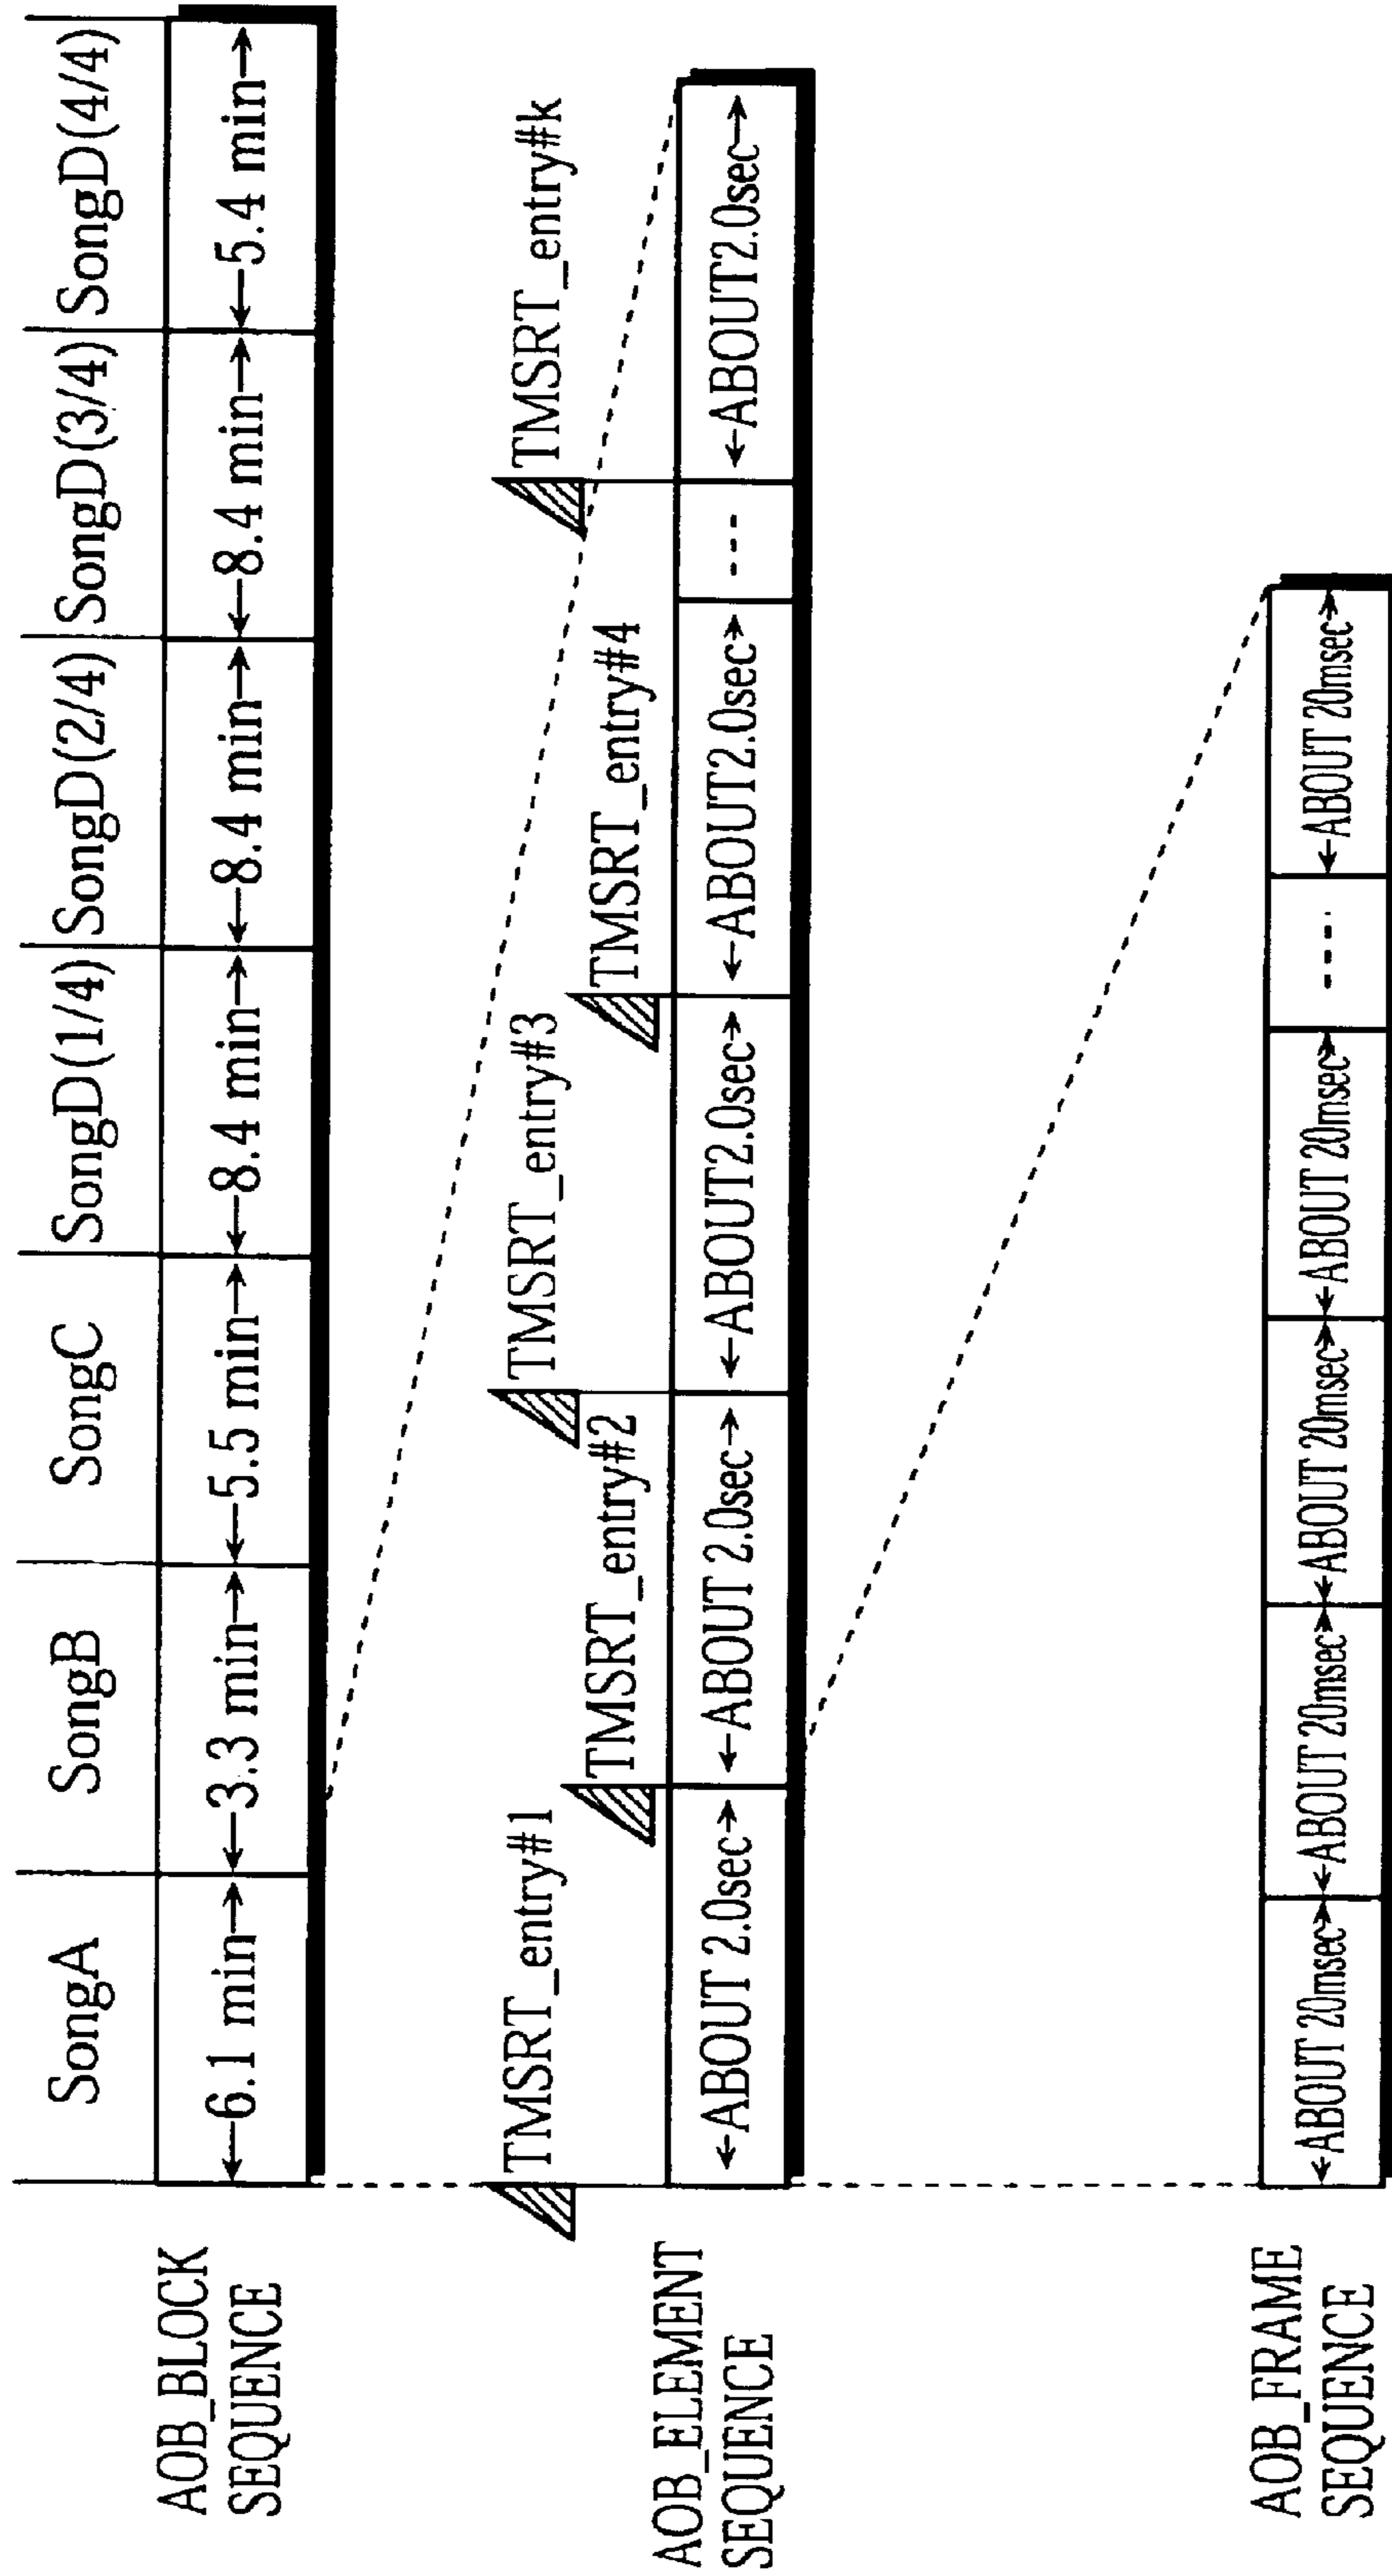 SongA SongB SongC SongD(1/4) SongD(2/4) SongD(3/4) SongD(4/4)
AOB_BLOCK
SEQUENCE
6.1 min 3.3 min 5.5 min 8.4 min 8.4 min 8.4 min 5.4 min
TMSRT_entry#1 TMSRT_entry#3 TMSRT_entry#k
TMSRT_entry#2 TMSRT_entry#4
AOB_ELEMENT
SEQUENCE
ABOUT 2.0sec ABOUT 2.0sec ABOUT2.0sec ABOUT2.0sec ---- ABOUT2.0sec
AOB_FRAME
SEQUENCE
ABOUT 20msec ABOUT 20msec ABOUT 20msec ABOUT 20msec ---- ABOUT 20msec